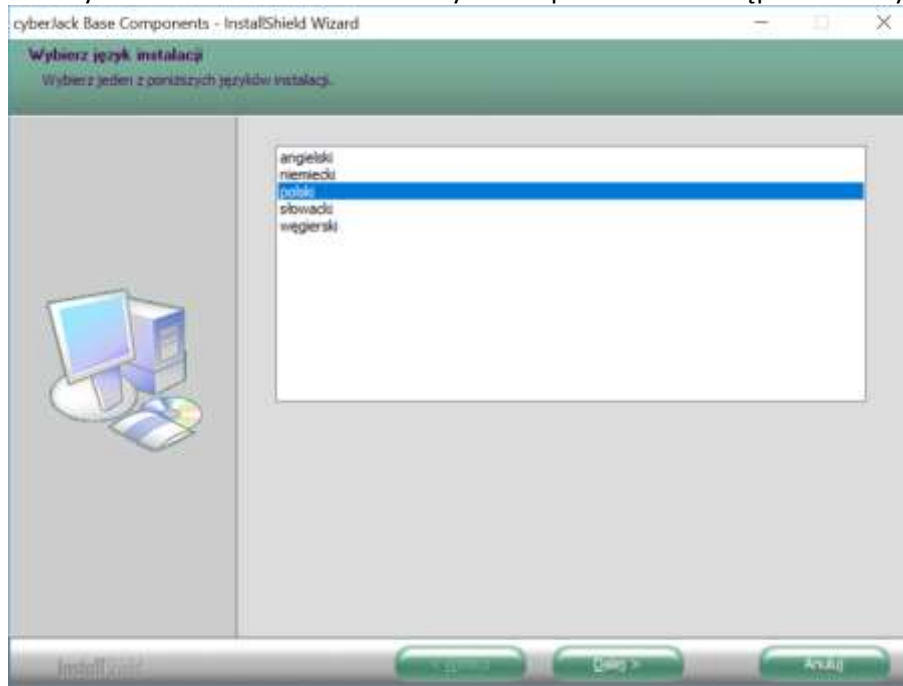 cyberJack Base Components - InstallShield Wizard
Wybierz język instalacji
Wybierz jeden z poniższych języków instalacji.
angielski
niemiecki
polski
słowacki
węgierski
InstallShield
Dalej >
Anuluj